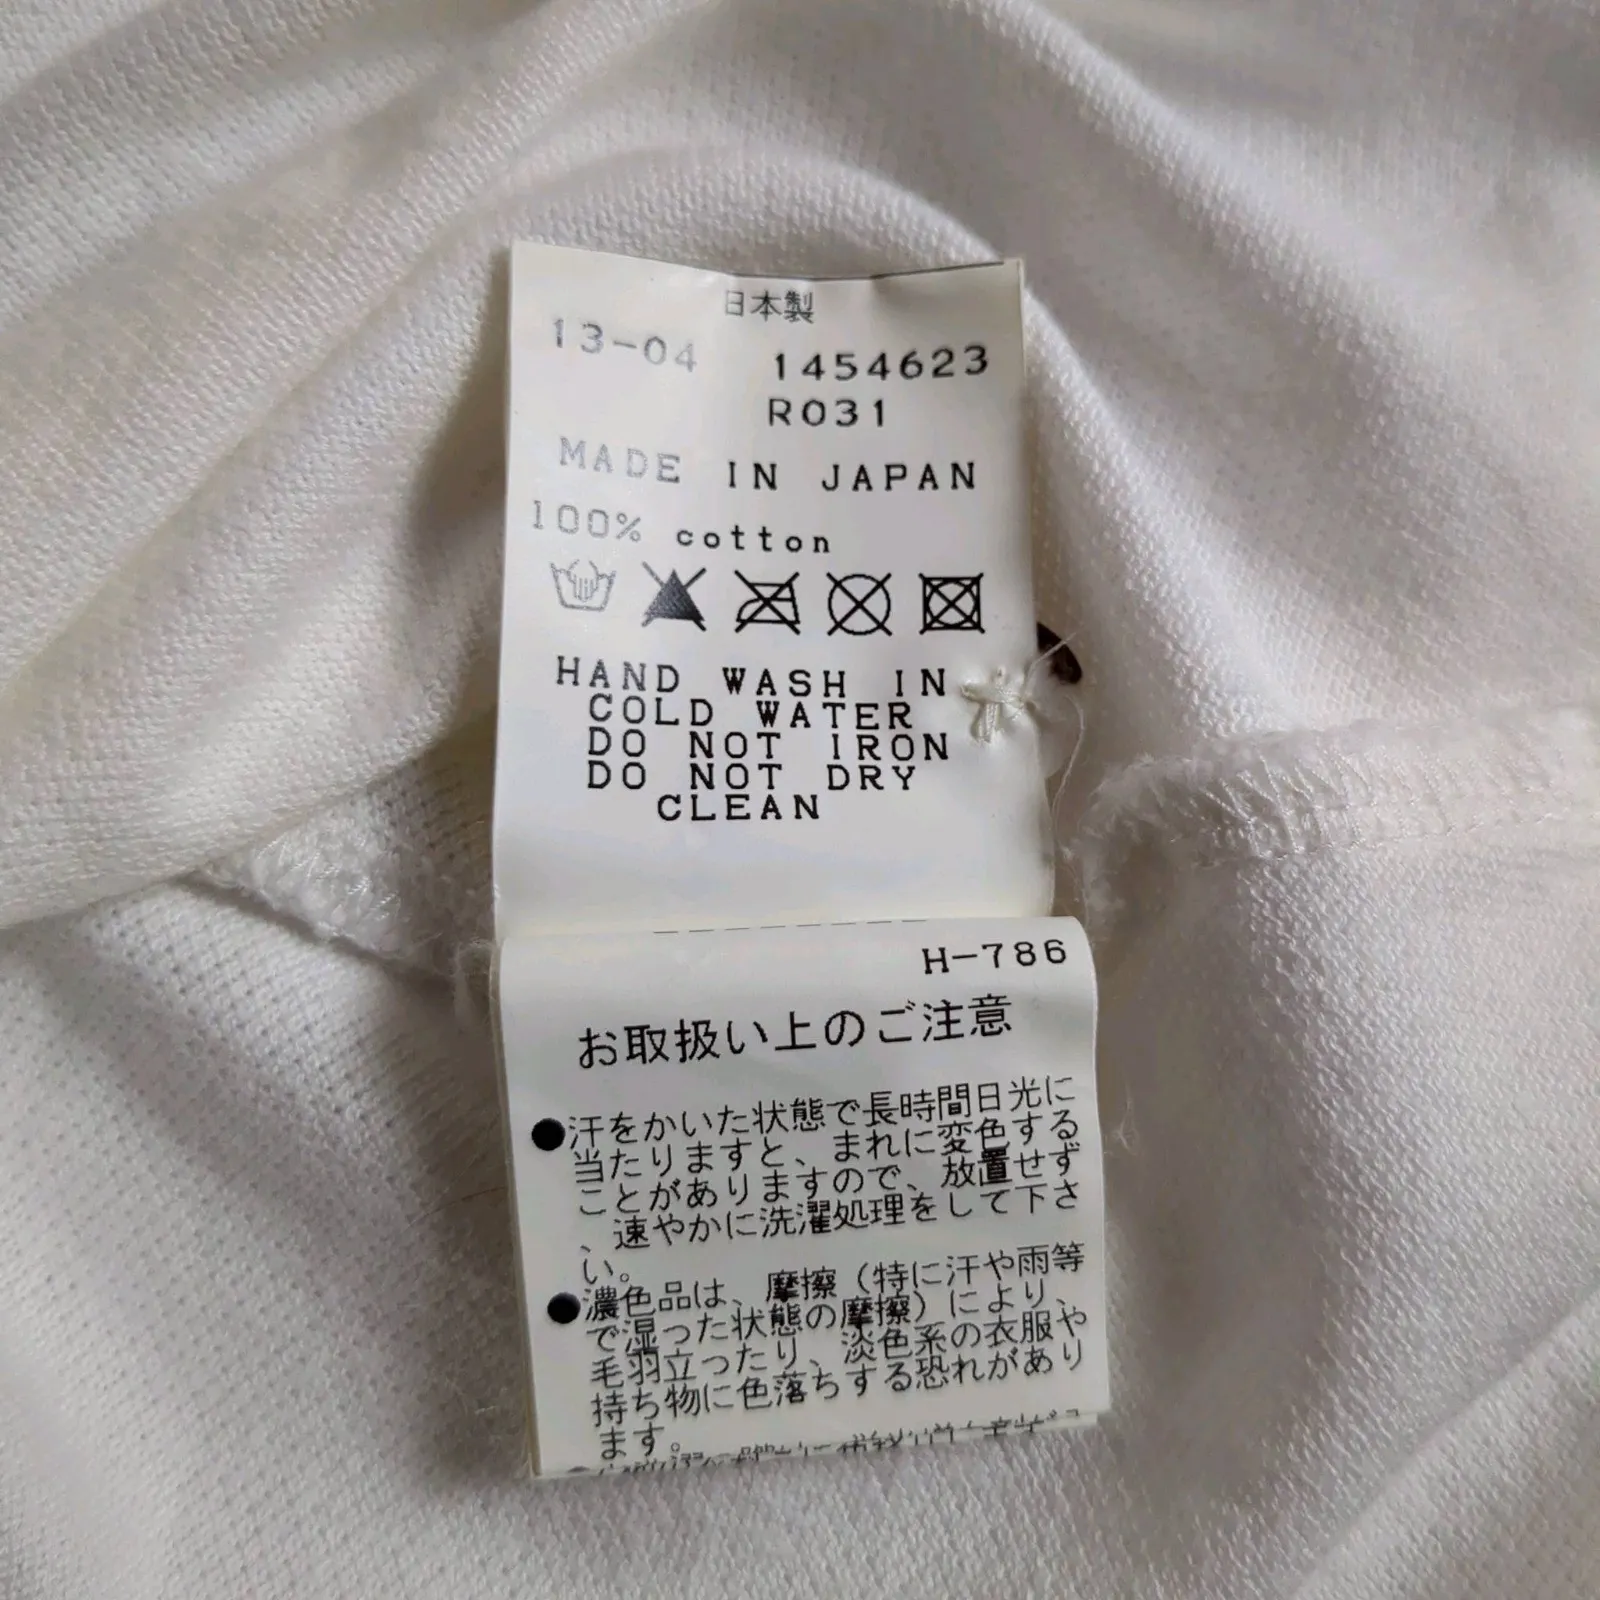 日本製
13-04 1454623
R031
MADE IN JAPAN
100% cotton
HAND WASH IN
COLD WATER
DO NOT IRON
DO NOT DRY
CLEAN
H-786
お取扱い上のご注意
●汗をかいた状態で長時間日光に
当たりますと、まれに変色する
ことがありますので、放置せず
、速やかに洗濯処理をして下さ
い。
●濃色品は、摩擦(特に汗や雨等
で湿った状態の摩擦)により、
毛羽立ったり、淡色系の衣服や
持ち物に色落ちする恐れがあり
ます。